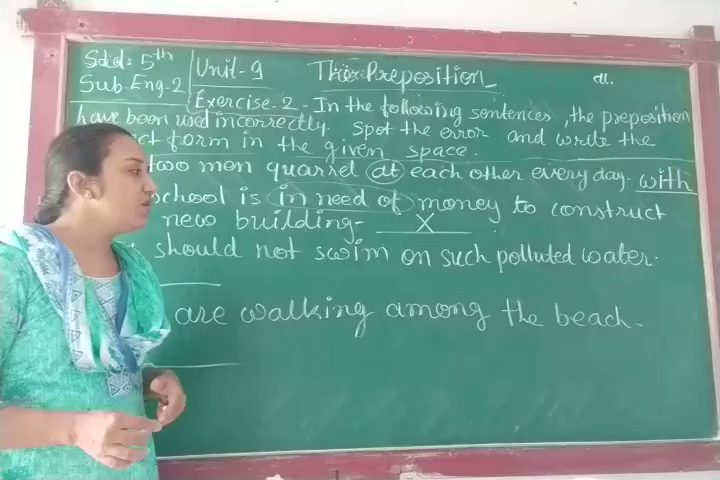 Std: 5th
Sub. Eng-2
Unit-9 The Preposition dt.
Exercise-2 - In the following sentences, the preposition
have been used incorrectly. Spot the error and write the
form in the given space.
two men quarrel at each other every day - with
school is in need of money to construct
new building - X
should not swim on such polluted water.
are walking among the beach.